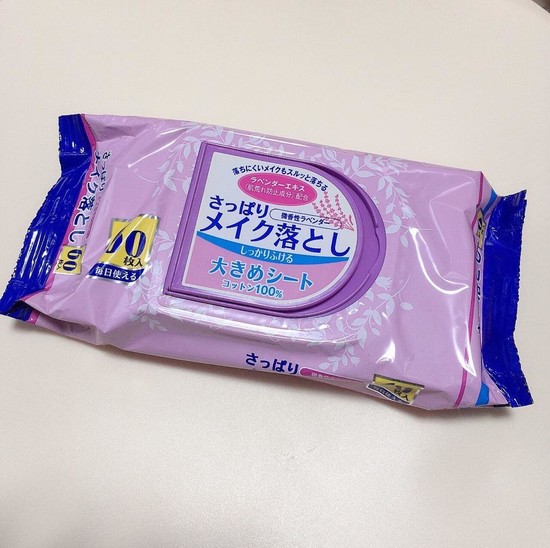 落ちにくいメイクもスルッと落ちる
ラベンダーエキス
(肌荒れ防止成分)配合
さっぱり
微香性ラベンダー
メイク落とし
しっかりふける
大きめシート
コットン100%
60枚入
毎日使える
さっぱり
メイク落とし
60
さっぱり
枚入